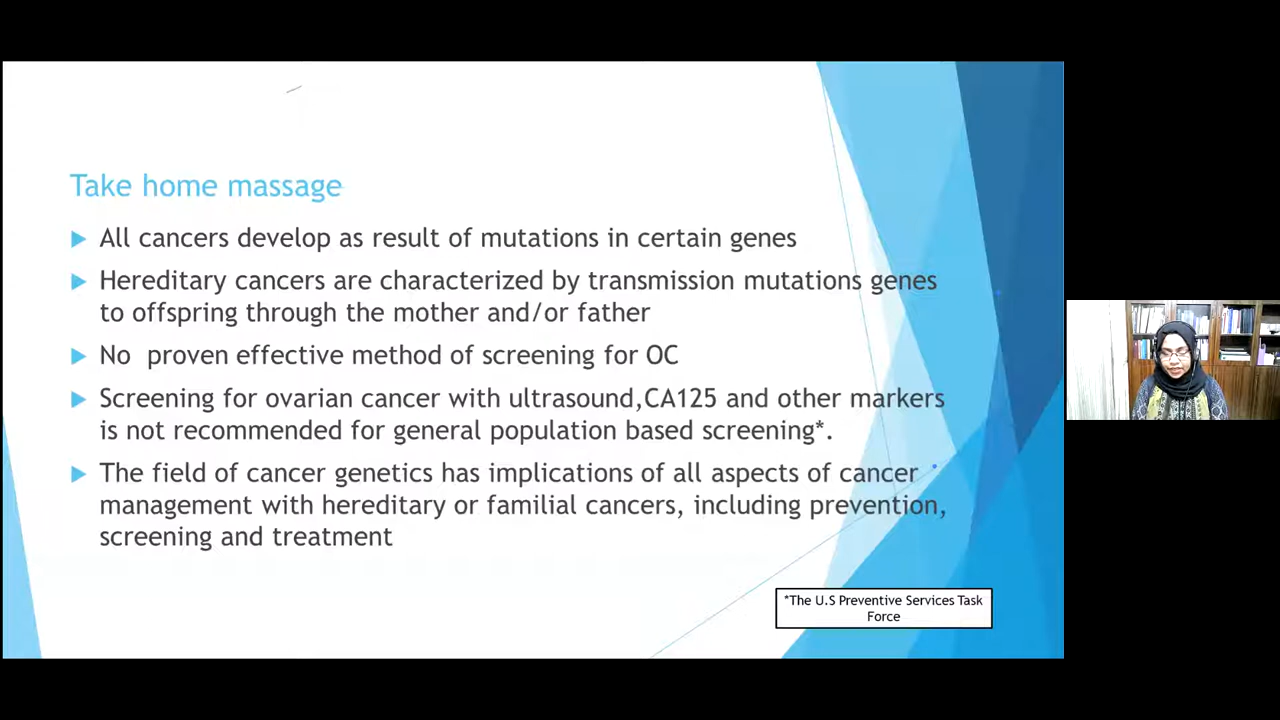 Take home massage
All cancers develop as result of mutations in certain genes
Hereditary cancers are characterized by transmission mutations genes
to offspring through the mother and/or father
No proven effective method of screening for OC
Screening for ovarian cancer with ultrasound,CA125 and other markers
is not recommended for general population based screening*.
The field of cancer genetics has implications of all aspects of cancer
management with hereditary or familial cancers, including prevention,
screening and treatment
*The U.S Preventive Services Task
Force